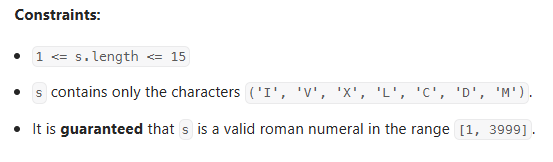 Constraints:
• 1 <= s.length <= 15
• s contains only the characters ('I', 'V', 'X', 'L', 'C', 'D', 'M').
• It is guaranteed that s is a valid roman numeral in the range [1, 3999].